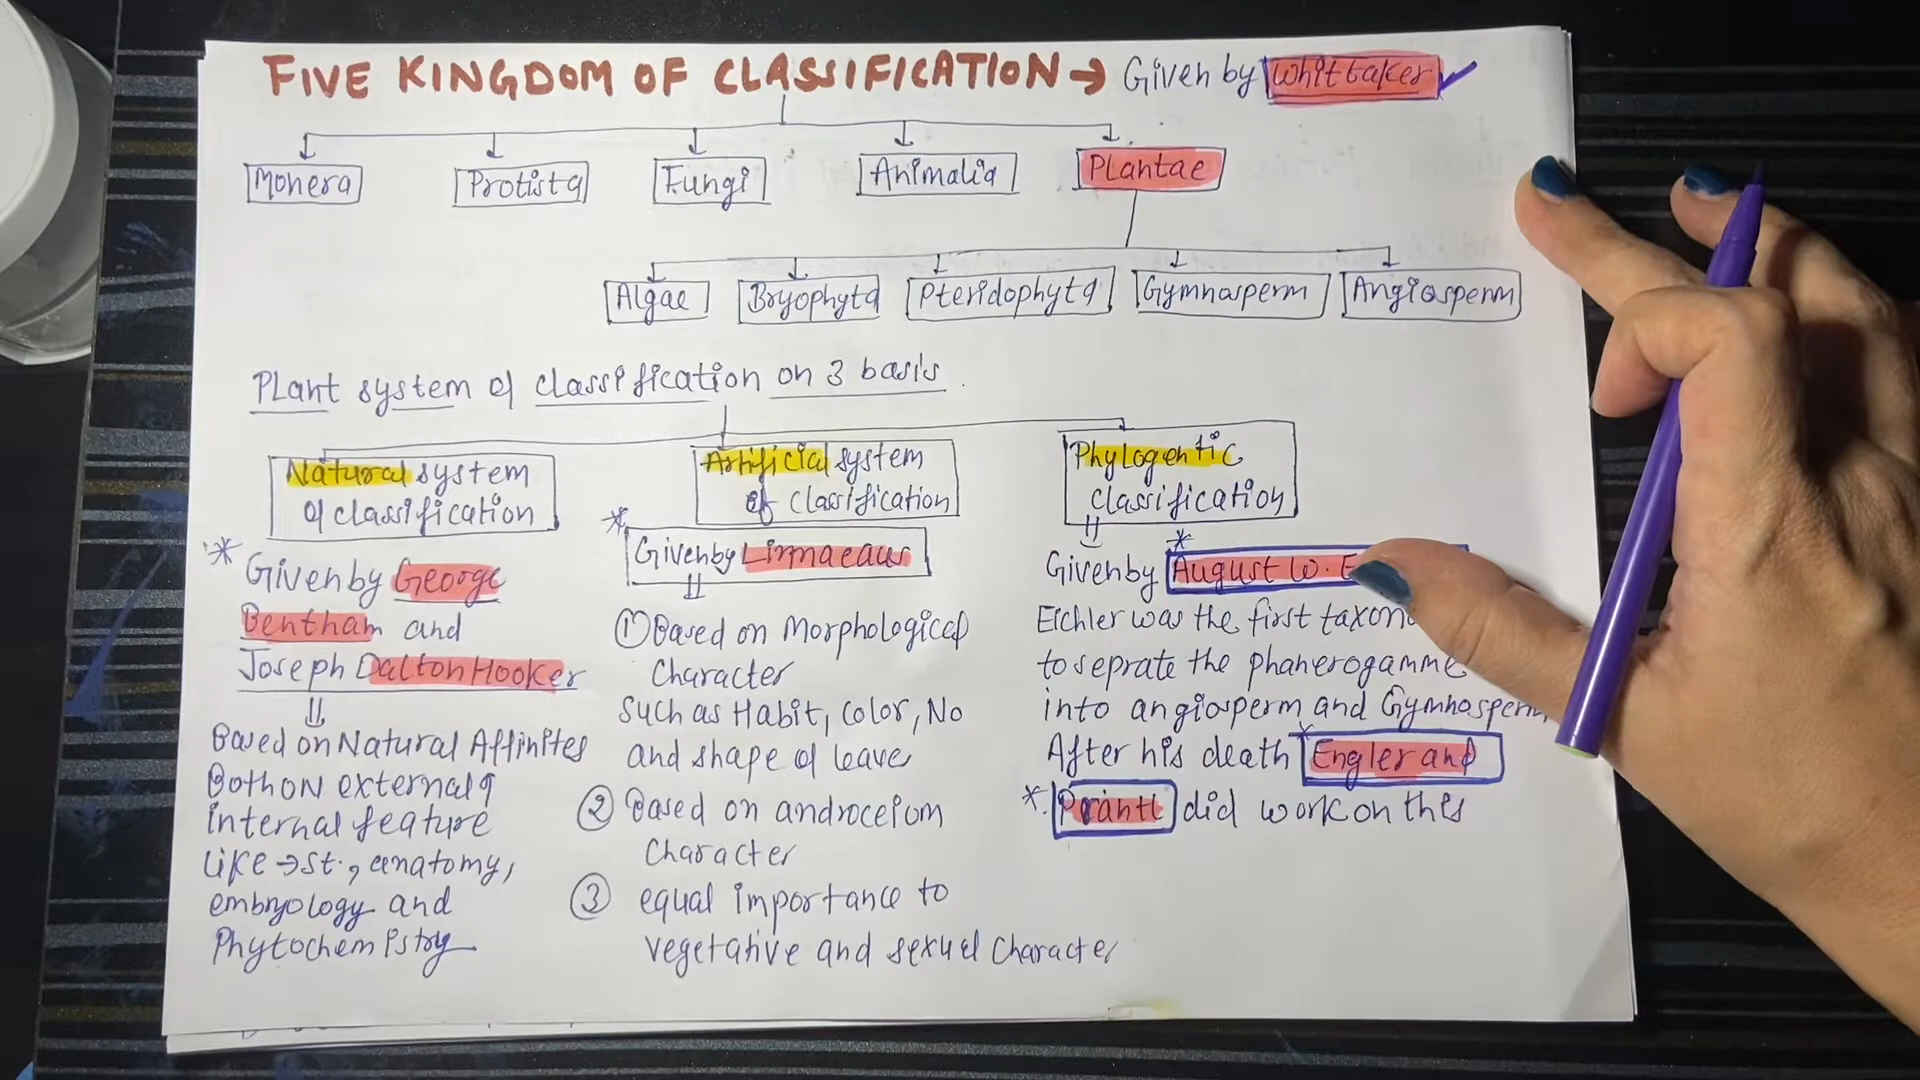 FIVE KINGDOM OF CLASSIFICATION → Given by Whittaker ✓
Monera Protista Fungi Animalia Plantae
Algae Bryophyta Pteridophyta Gymnosperm Angiosperm
Plant system of classification on 3 basis.
Natural system
of classification
* Given by George
Bentham and
Joseph Dalton Hooker
Based on Natural Affinites
Both ON external &
internal feature
like → st., anatomy,
embryology and
Phytochemistry
Artificial system
of classification
* Given by Linnaeaus
① Based on Morphological
Character
Such as Habit, color, No
and shape of leave
② Based on androceiom
Character
③ equal importance to
vegetative and sexual Character
Phylogentic
classification
*
Given by August W. E
Eichler was the first taxono
to seprate the phanerogamme
into angiosperm and Gymnosperm,
After his death * Engler and
* Prantl did work on this